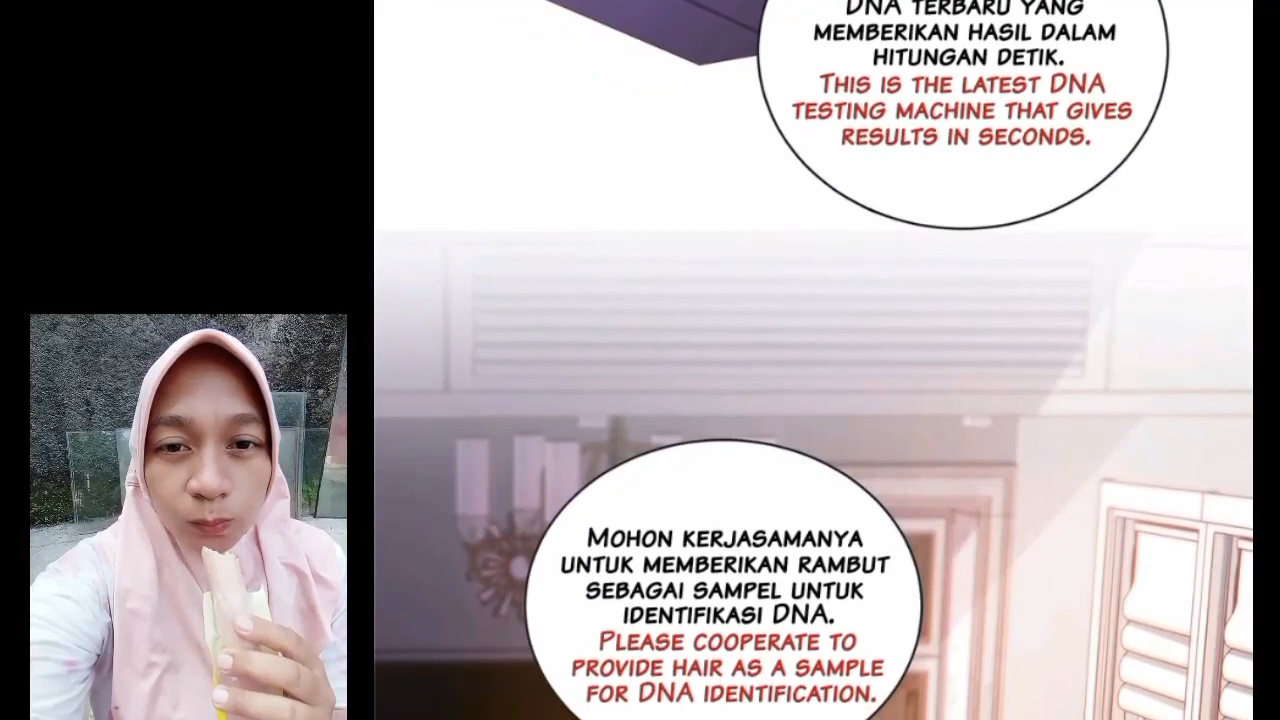 DNA TERBARU YANG
MEMBERIKAN HASIL DALAM
HITUNGAN DETIK.
THIS IS THE LATEST DNA
TESTING MACHINE THAT GIVES
RESULTS IN SECONDS.
MOHON KERJASAMANYA
UNTUK MEMBERIKAN RAMBUT
SEBAGAI SAMPEL UNTUK
IDENTIFIKASI DNA.
PLEASE COOPERATE TO
PROVIDE HAIR AS A SAMPLE
FOR DNA IDENTIFICATION.